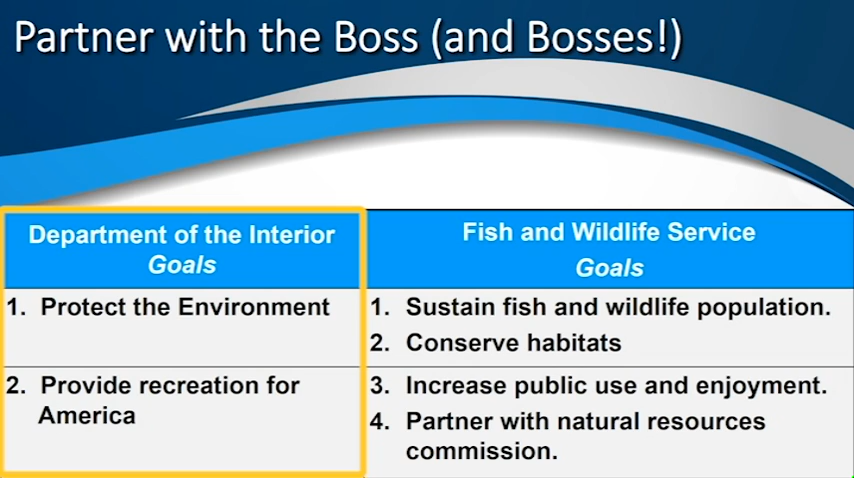 Partner with the Boss (and Bosses!)
Department of the Interior
Goals
1. Protect the Environment
2. Provide recreation for
America
Fish and Wildlife Service
Goals
1. Sustain fish and wildlife population.
2. Conserve habitats
3. Increase public use and enjoyment.
4. Partner with natural resources
commission.